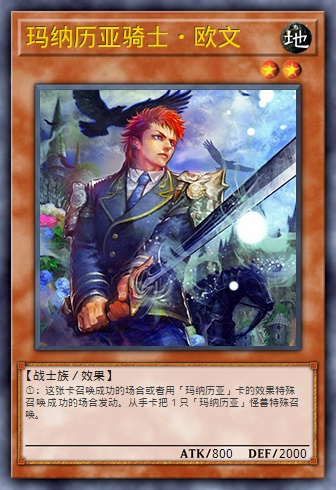 玛纳历亚骑士・欧文
地
【战士族／效果】
①：这张卡召唤成功的场合或者用「玛纳历亚」卡的效果特殊
召唤成功的场合发动。从手卡把 1 只「玛纳历亚」怪兽特殊召
唤。
ATK/800 DEF/2000